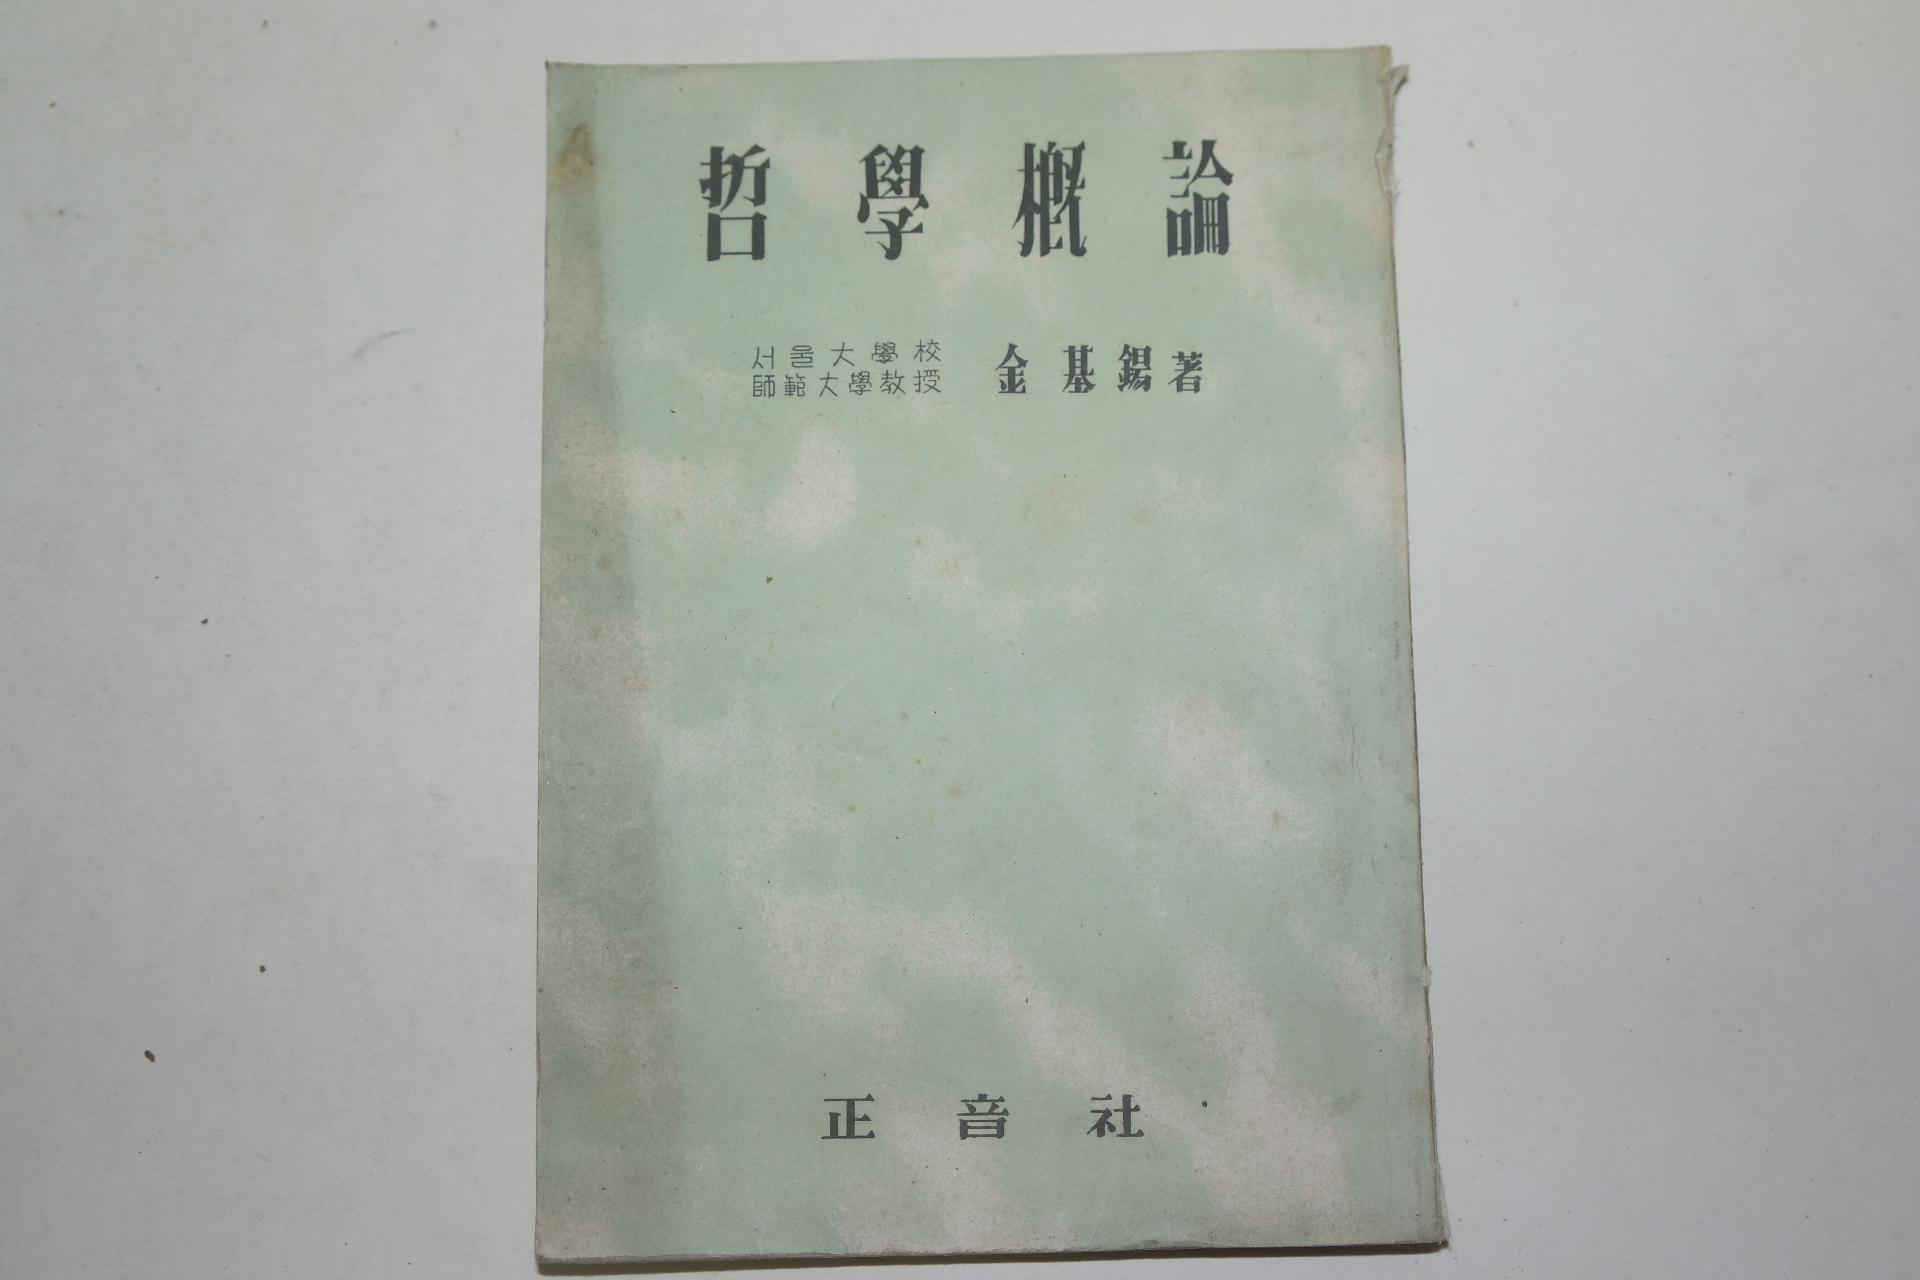 哲學槪論
서울大學校
師範大學教授
金基錫著
正音社